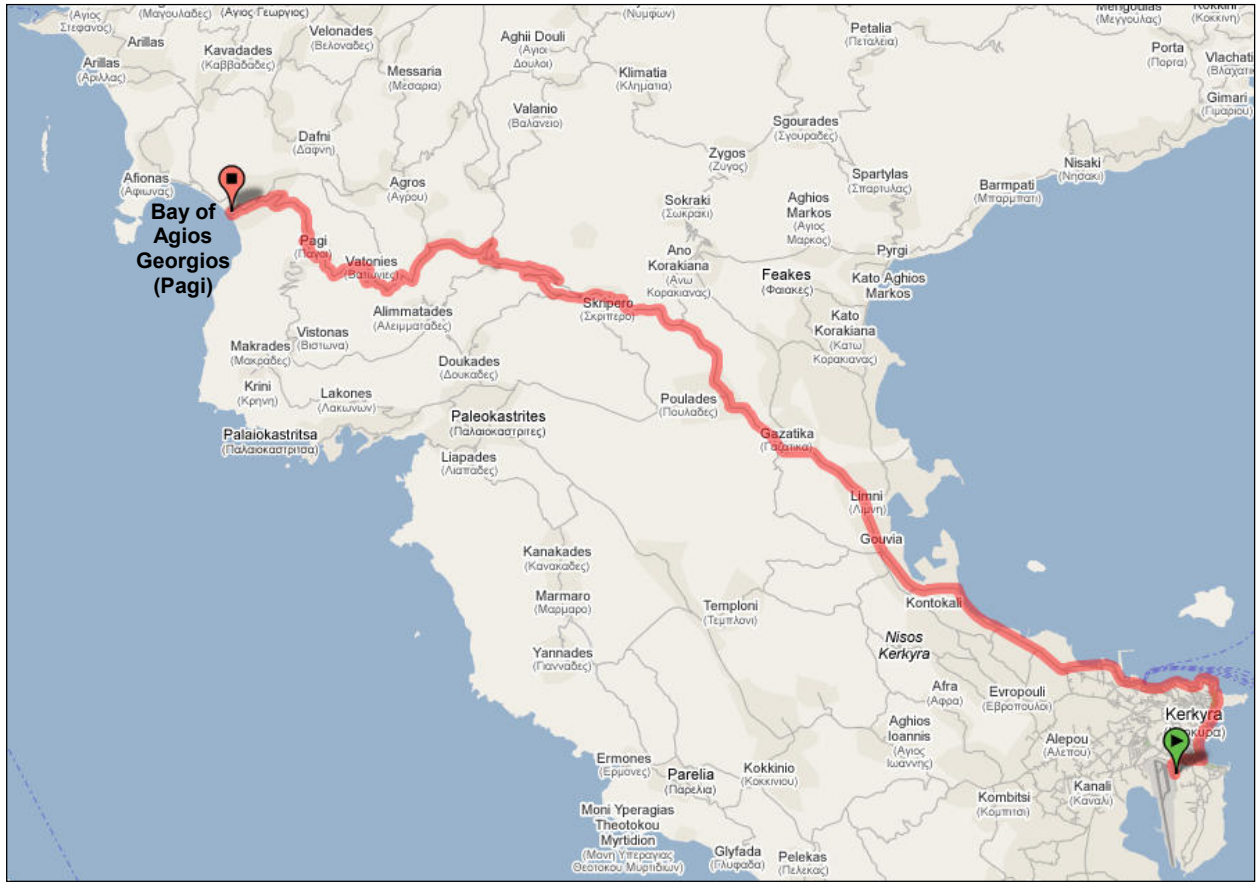 (Αγιος
Στεφανος)
(Μαγουλαδες)
(Αγιος Γεωργιος)
Velonades
(Βελοναδες)
(Νυμφων)
Petalia
(Πεταλεια)
Mengoulas
(Μεγγουλας)
Kokkini
(Κοκκινη)
Arillas
Arillas
(Αριλλας)
Kavadades
(Καββαδαδες)
Aghii Douli
(Αγιοι
Δουλοι)
Porta
(Πορτα)
Vlachati
Messaria
(Μεσαρια)
Klimatia
(Κληματια)
Gimari
(Γιμαριου)
Valanio
(Βαλανειο)
Sgourades
(Σγουραδες)
Dafni
(Δαφνη)
Zygos
(Ζυγος)
Nisaki
(Νησακι)
Afionas
(Αφιωνας)
Agros
(Αγρου)
Spartylas
(Σπαρτυλας)
Barmpati
(Μπαρμπατι)
Sokraki
(Σωκρακι)
Aghios
Markos
(Αγιος
Μαρκος)
Bay of
Agios
Georgios
(Pagi)
Pagi
(Παγοι)
Vatonies
(Βατωνιες)
Ano
Korakiana
(Ανω
Κορακιανας)
Pyrgi
Feakes
(Φαιακες)
Kato Aghios
Markos
Alimmatades
(Αλειμματαδες)
Skripero
(Σκριπερο)
Kato
Korakiana
(Κατω
Κορακιανας)
Vistonas
(Βιστωνα)
Makrades
(Μακραδες)
Doukades
(Δουκαδες)
Krini
(Κρηνη)
Lakones
(Λακωνων)
Poulades
(Πουλαδες)
Paleokastrites
(Παλαιοκαστριτες)
Palaiokastritsa
(Παλαιοκαστριτσα)
Gazatika
(Γαζατικα)
Liapades
(Λιαπαδες)
Limni
(Λιμνη)
Gouvia
Kanakades
(Κανακαδες)
Marmaro
(Μαρμαρο)
Temploni
(Τεμπλονι)
Kontokali
Nisos
Kerkyra
Yannades
(Γιανναδες)
Afra
(Αφρα)
Evropouli
(Εβροπουλοι)
Kerkyra
Aghios
Ioannis
(Αγιος
Ιωαννης)
Alepou
(Αλεπου)
Ermones
(Ερμονες)
Parelia
(Παρελια)
Kokkinio
(Κοκκινιου)
Kanali
(Καναλι)
Kombitsi
(Κομπιτσι)
Moni Yperagias
Theotokou
Myrtidion
(Μονη Υπεραγιας
Θεοτοκου Μυρτιδιων)
Glyfada
(Γλυφαδα)
Pelekas
(Πελεκας)